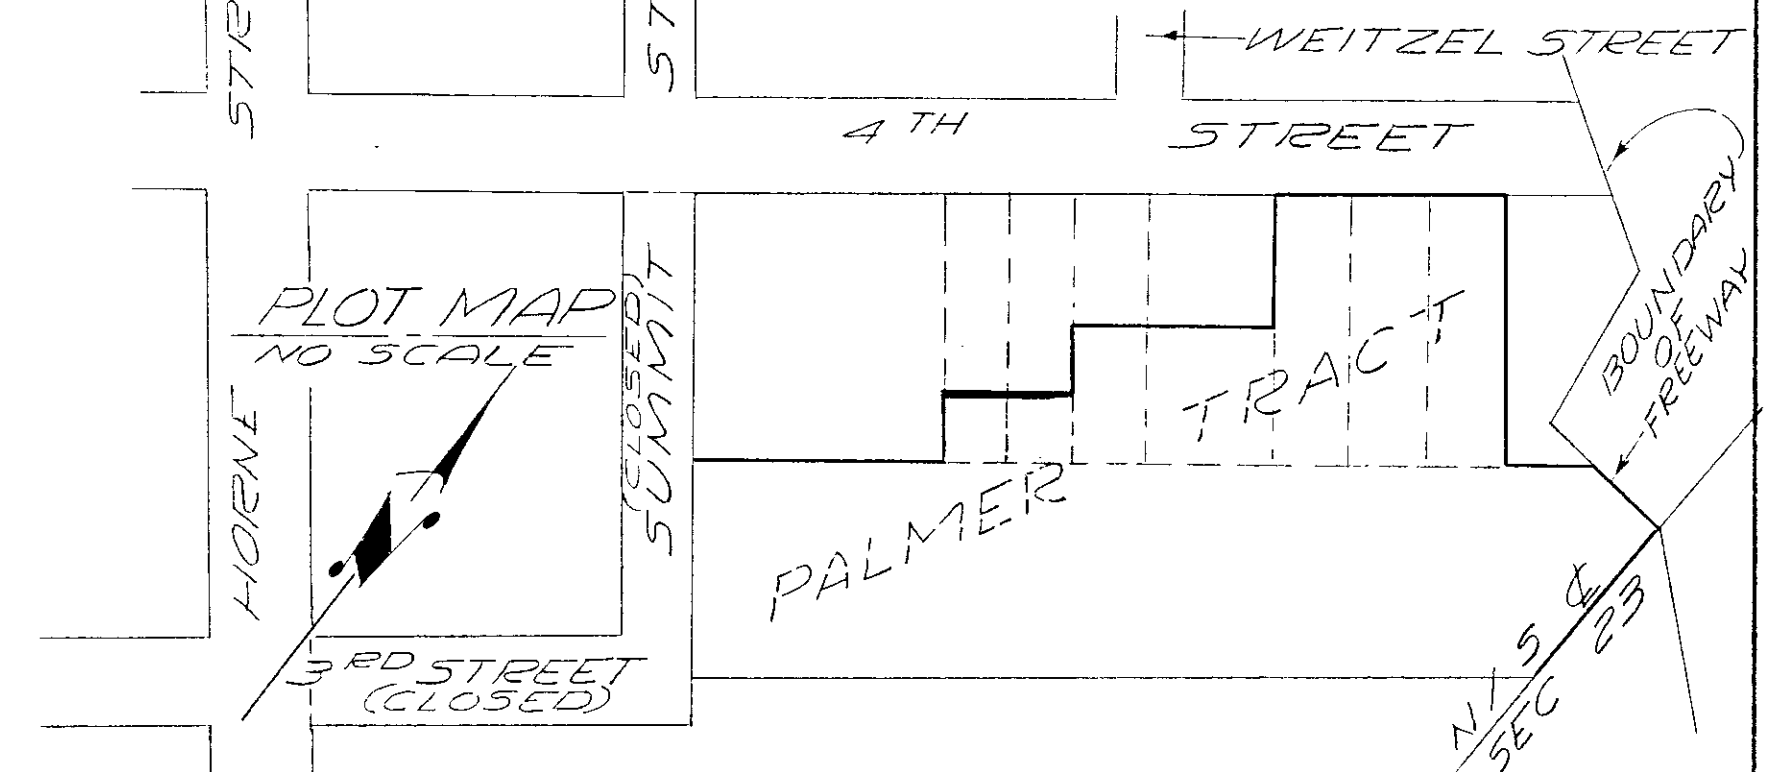 STR
ST
WEITZEL STREET
4TH STREET
PLOT MAP
NO SCALE
(CLOSED)
SUMMIT
HORNE
3RD STREET
(CLOSED)
PALMER TRACT
BOUNDARY
OF
FREEWAY
N / S ℄
SEC 23